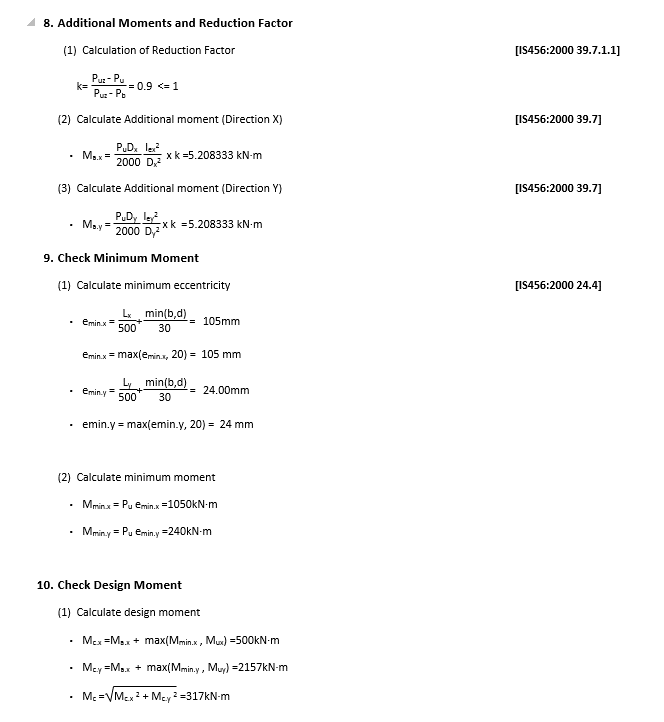 8. Additional Moments and Reduction Factor
(1) Calculation of Reduction Factor [IS456:2000 39.7.1.1]
k= (Puz - Pu) / (Puz - Pb) = 0.9 <= 1
(2) Calculate Additional moment (Direction X) [IS456:2000 39.7]
• Ma.x = PuDx/2000 lex²/Dx² x k =5.208333 kN·m
(3) Calculate Additional moment (Direction Y) [IS456:2000 39.7]
• Ma.y = PuDy/2000 ley²/Dy² x k =5.208333 kN·m
9. Check Minimum Moment
(1) Calculate minimum eccentricity [IS456:2000 24.4]
• emin.x = Lx/500 + min(b,d)/30 = 105mm
emin.x = max(emin.x, 20) = 105 mm
• emin.y = Ly/500 + min(b,d)/30 = 24.00mm
• emin.y = max(emin.y, 20) = 24 mm
(2) Calculate minimum moment
• Mmin.x = Pu emin.x =1050kN·m
• Mmin.y = Pu emin.y =240kN·m
10. Check Design Moment
(1) Calculate design moment
• Mc.x =Ma.x + max(Mmin.x , Mux) =500kN·m
• Mc.y =Ma.x + max(Mmin.y , Muy) =2157kN·m
• Mc =√(Mc.x ² + Mc.y ²) =317kN·m